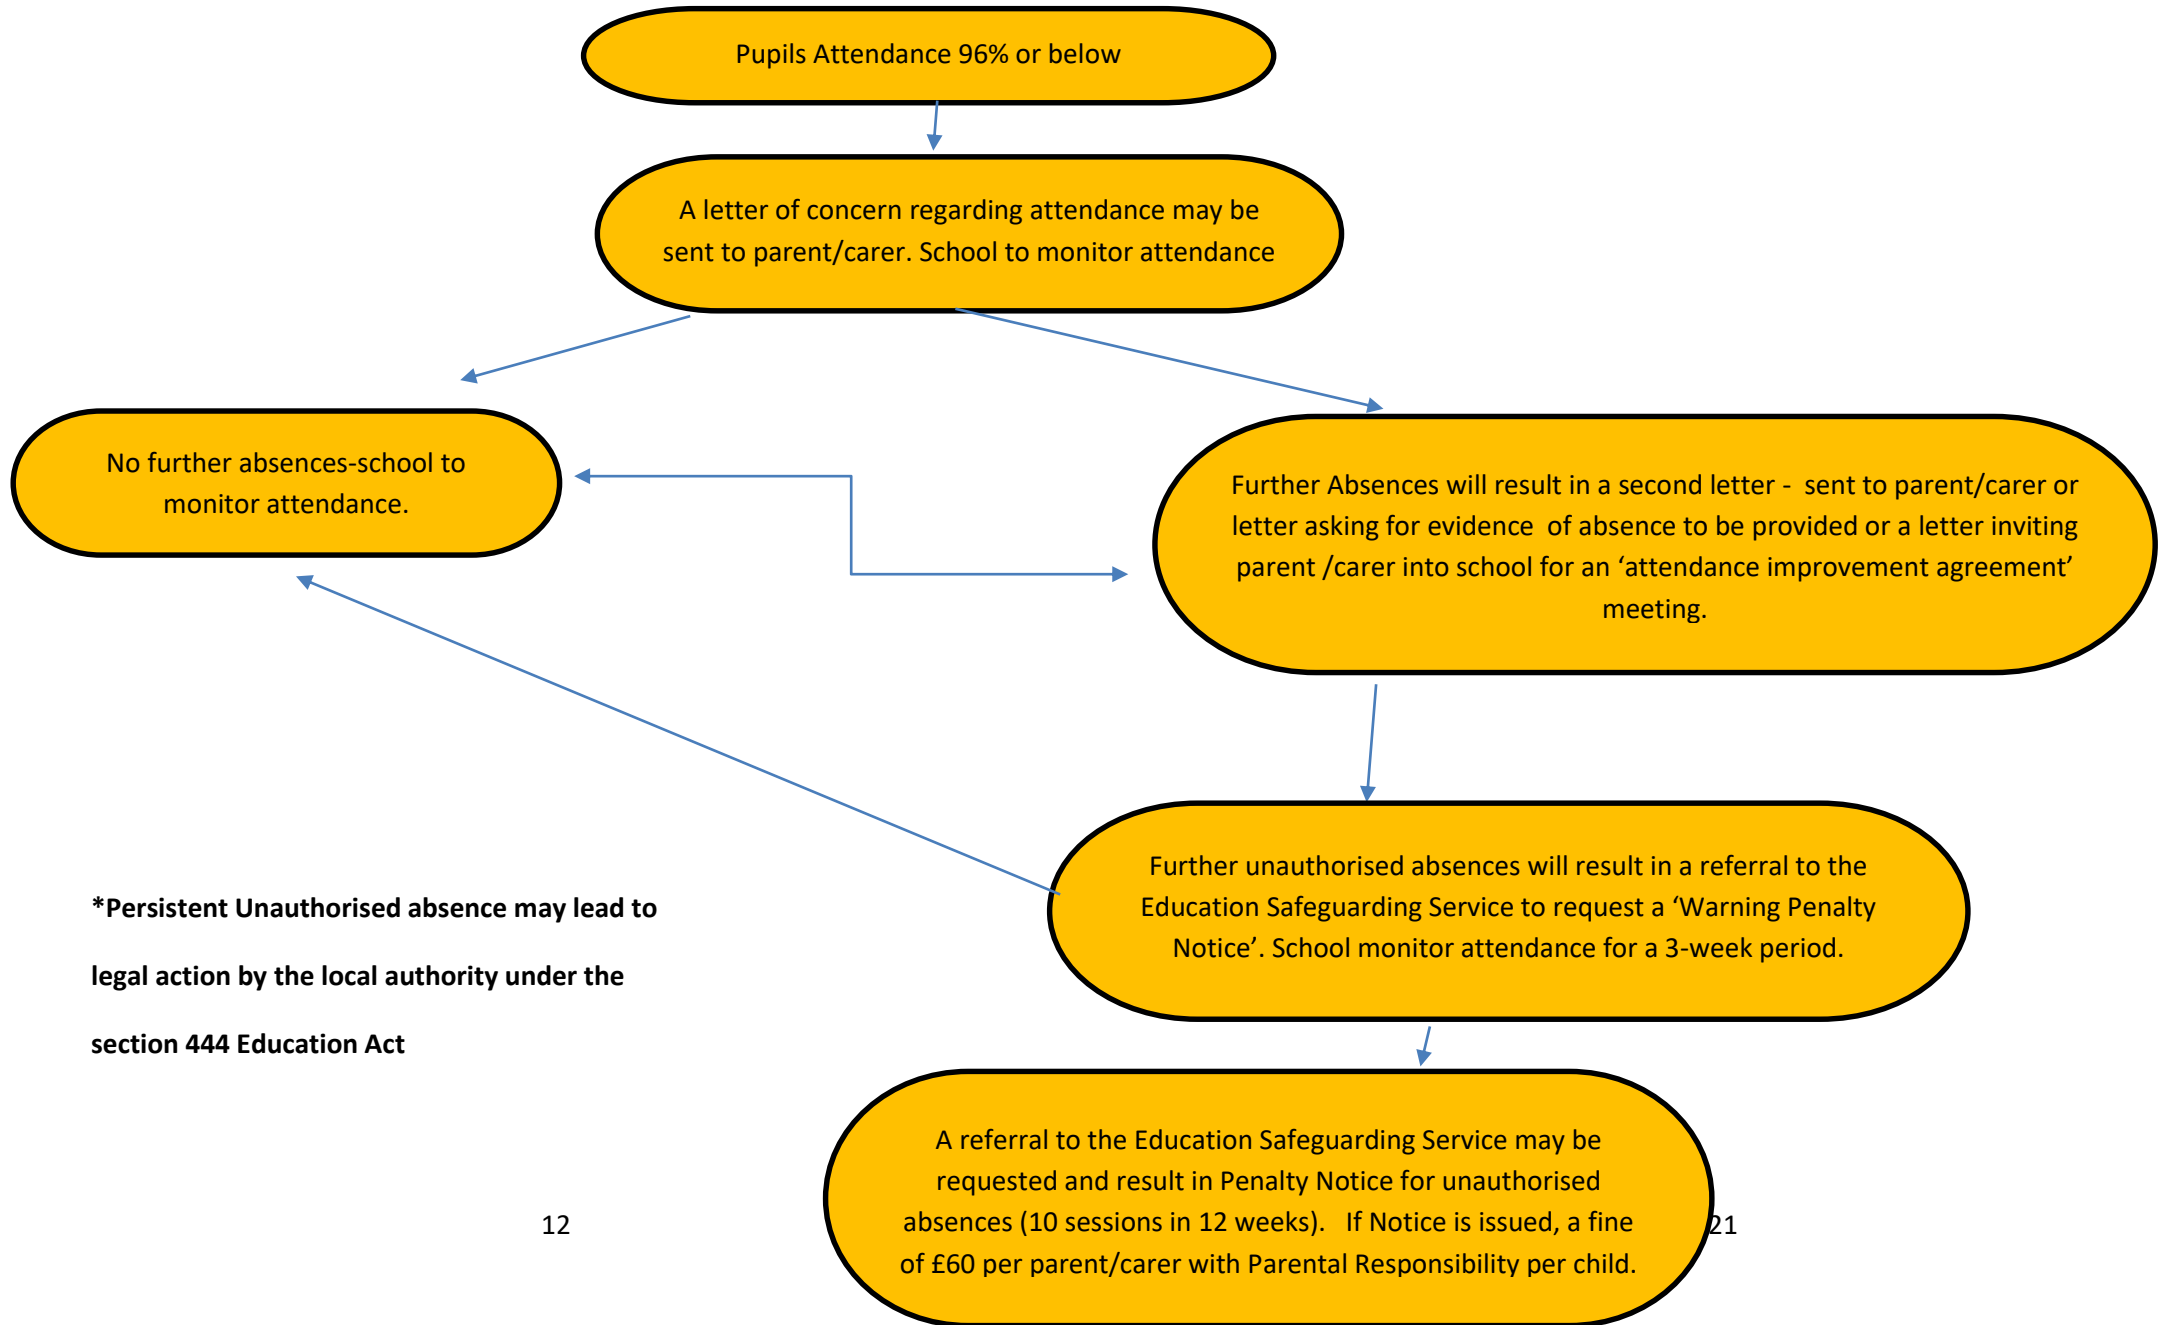 Pupils Attendance 96% or below
A letter of concern regarding attendance may be
sent to parent/carer. School to monitor attendance
No further absences-school to
monitor attendance.
Further Absences will result in a second letter -  sent to parent/carer or
letter asking for evidence  of absence to be provided or a letter inviting
parent /carer into school for an ‘attendance improvement agreement’
meeting.
Further unauthorised absences will result in a referral to the
Education Safeguarding Service to request a ‘Warning Penalty
Notice’. School monitor attendance for a 3-week period.
*Persistent Unauthorised absence may lead to
legal action by the local authority under the
section 444 Education Act
A referral to the Education Safeguarding Service may be
requested and result in Penalty Notice for unauthorised
absences (10 sessions in 12 weeks).   If Notice is issued, a fine
of £60 per parent/carer with Parental Responsibility per child.
12
21